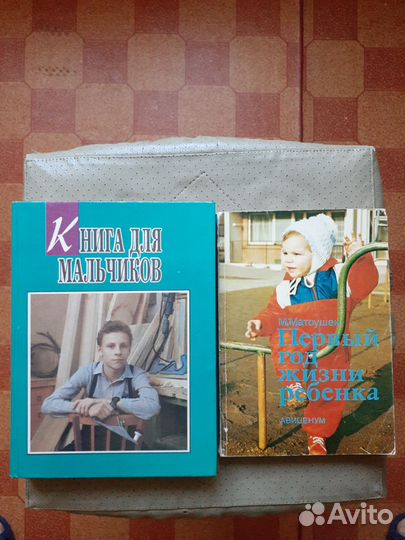 Книга для
мальчиков
М.Матоушек
Первый
год
жизни
ребенка
АВИЦЕНУМ
Avito